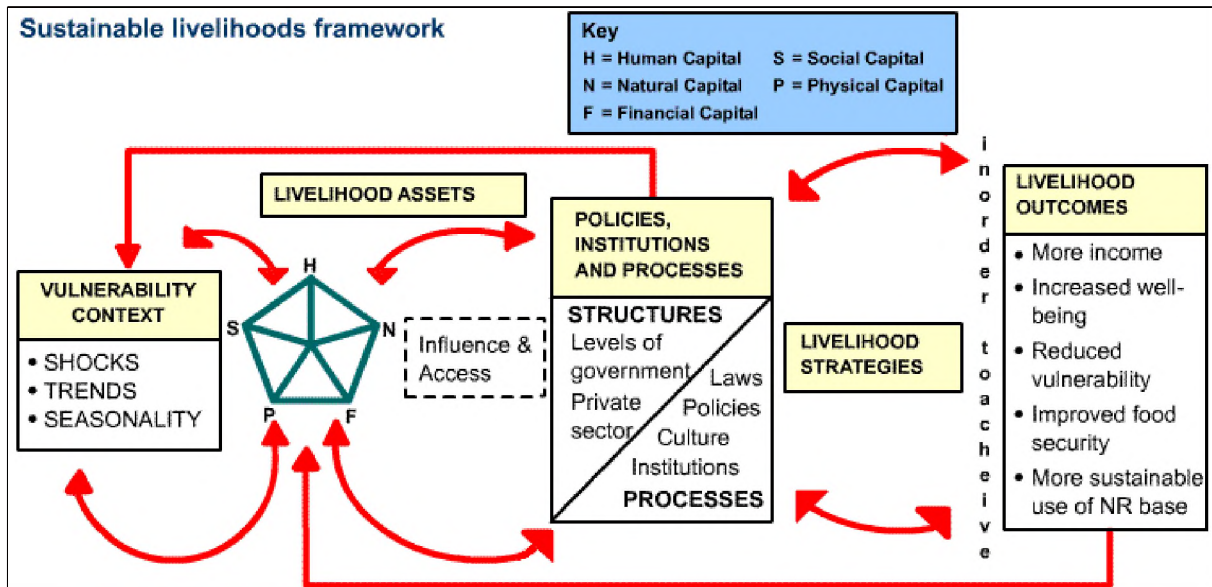 Sustainable livelihoods framework
Key
H = Human Capital S = Social Capital
N = Natural Capital P = Physical Capital
F = Financial Capital
LIVELIHOOD ASSETS
VULNERABILITY
CONTEXT
• SHOCKS
• TRENDS
• SEASONALITY
H
S
N
P
F
Influence &
Access
POLICIES,
INSTITUTIONS
AND PROCESSES
STRUCTURES
Levels of
government
Private
sector
Laws
Policies
Culture
Institutions
PROCESSES
LIVELIHOOD
STRATEGIES
inorder toacheive
LIVELIHOOD
OUTCOMES
• More income
• Increased well-
being
• Reduced
vulnerability
• Improved food
security
• More sustainable
use of NR base